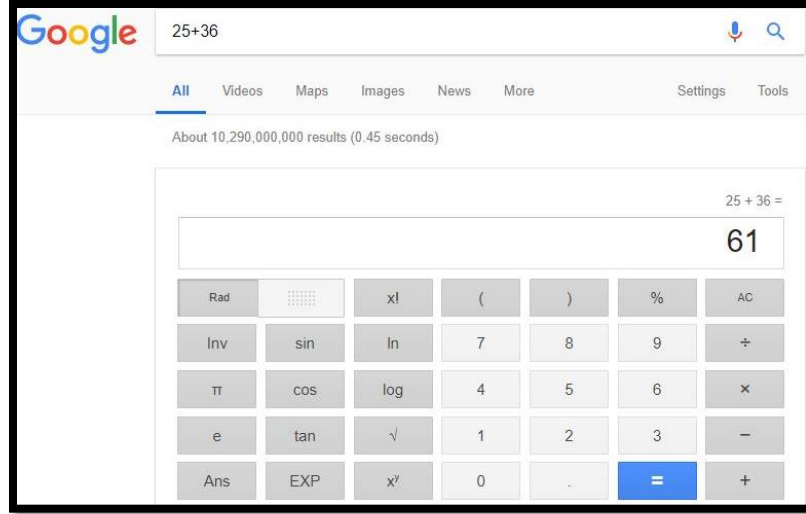 Google 25+36
All Videos Maps Images News More Settings Tools
About 10,290,000,000 results (0.45 seconds)
25 + 36 =
61
Rad x! ( ) % AC
Inv sin ln 7 8 9 ÷
π cos log 4 5 6 ×
e tan √ 1 2 3 −
Ans EXP xʸ 0 . = +